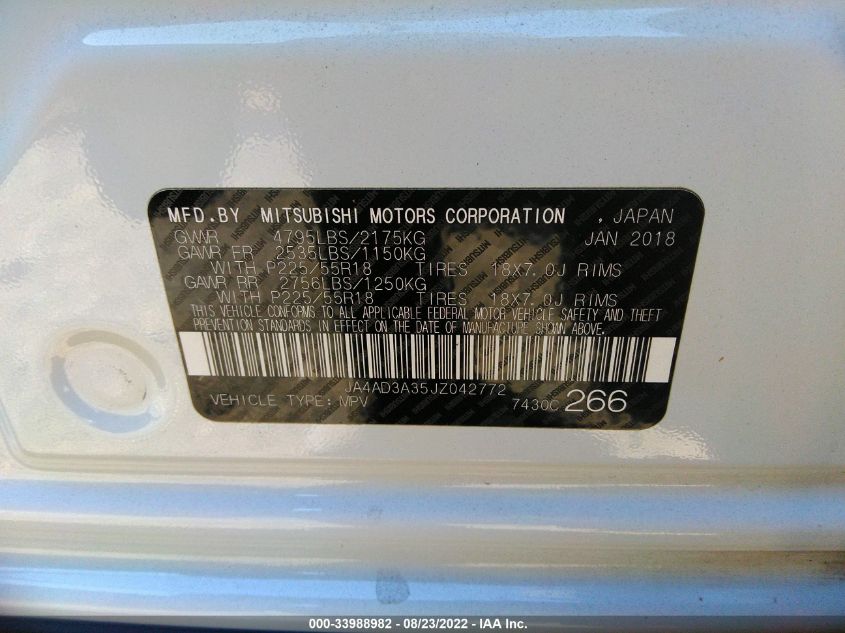 MFD.BY MITSUBISHI MOTORS CORPORATION , JAPAN
GVWR 4795LBS/2175KG JAN 2018
GAWR FR 2535LBS/1150KG
WITH P225/55R18 TIRES 18X7.0J RIMS
GAWR RR 2756LBS/1250KG
WITH P225/55R18 TIRES 18X7.0J RIMS
THIS VEHICLE CONFORMS TO ALL APPLICABLE FEDERAL MOTOR VEHICLE SAFETY AND THEFT
PREVENTION STANDARDS IN EFFECT ON THE DATE OF MANUFACTURE SHOWN ABOVE.
JA4AD3A35JZ042772
VEHICLE TYPE: MPV 7430C 266
000-33988982 / 08/23/2022 - IAA Inc.